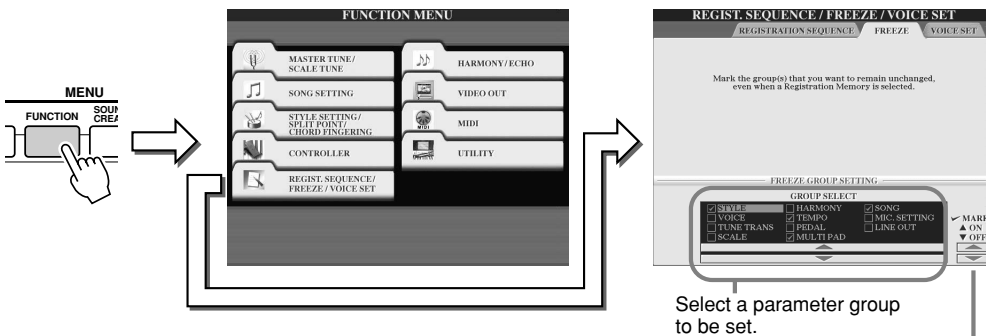 MENU
FUNCTION
FUNCTION MENU
MASTER TUNE/
SCALE TUNE
SONG SETTING
STYLE SETTING/
SPLIT POINT/
CHORD FINGERING
CONTROLLER
REGIST. SEQUENCE/
FREEZE / VOICE SET
HARMONY/ ECHO
VIDEO OUT
MIDI
MIDI
UTILITY
REGIST. SEQUENCE / FREEZE / VOICE SET
REGISTRATION SEQUENCE FREEZE VOICE SET
Mark the group(s) that you want to remain unchanged,
even when a Registration Memory is selected.
FREEZE GROUP SETTING
GROUP SELECT
STYLE HARMONY SONG
VOICE TEMPO MIC. SETTING
TUNE TRANS PEDAL LINE OUT
SCALE MULTI PAD
MARK
▲ ON
▼ OFF
Select a parameter group
to be set.